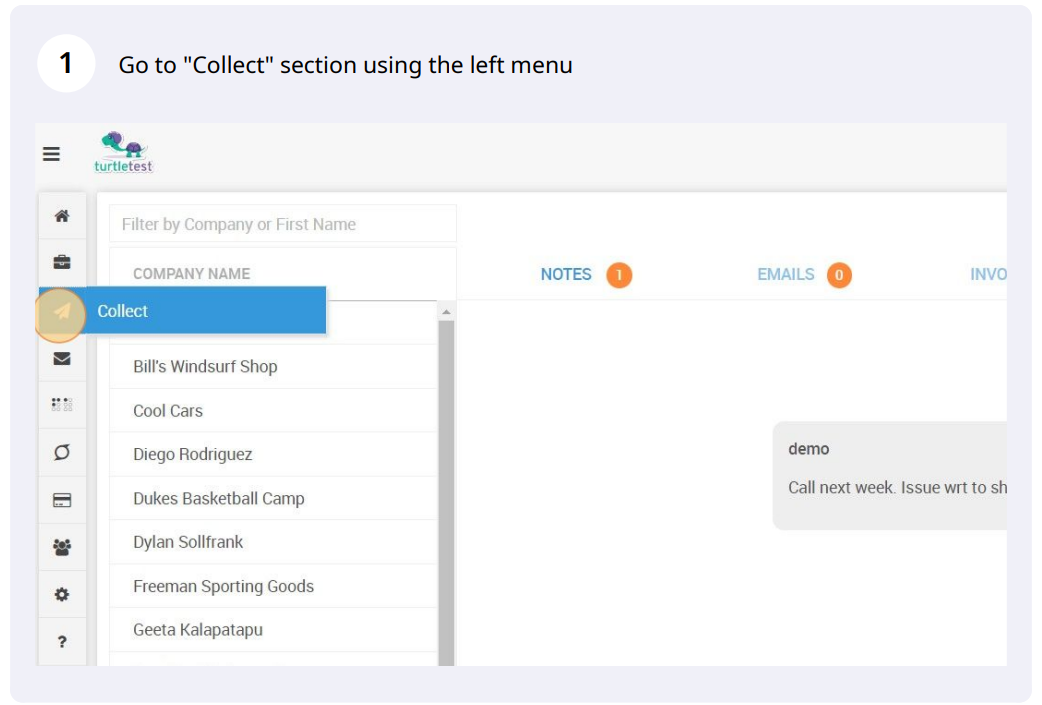 1
Go to "Collect" section using the left menu
turtletest
Filter by Company or First Name
COMPANY NAME
NOTES 1
EMAILS 0
INVO
Collect
Bill's Windsurf Shop
Cool Cars
Diego Rodriguez
Dukes Basketball Camp
Dylan Sollfrank
Freeman Sporting Goods
Geeta Kalapatapu
demo
Call next week. Issue wrt to sh
?